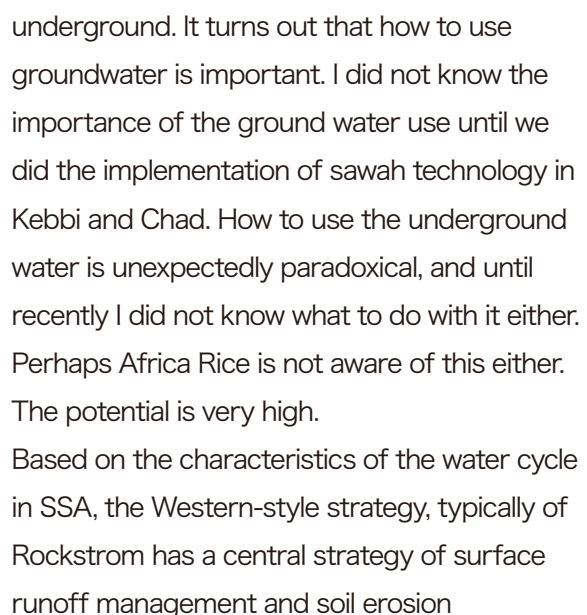 underground. It turns out that how to use
groundwater is important. I did not know the
importance of the ground water use until we
did the implementation of sawah technology in
Kebbi and Chad. How to use the underground
water is unexpectedly paradoxical, and until
recently I did not know what to do with it either.
Perhaps Africa Rice is not aware of this either.
The potential is very high.
Based on the characteristics of the water cycle
in SSA, the Western-style strategy, typically of
Rockstrom has a central strategy of surface
runoff management and soil erosion